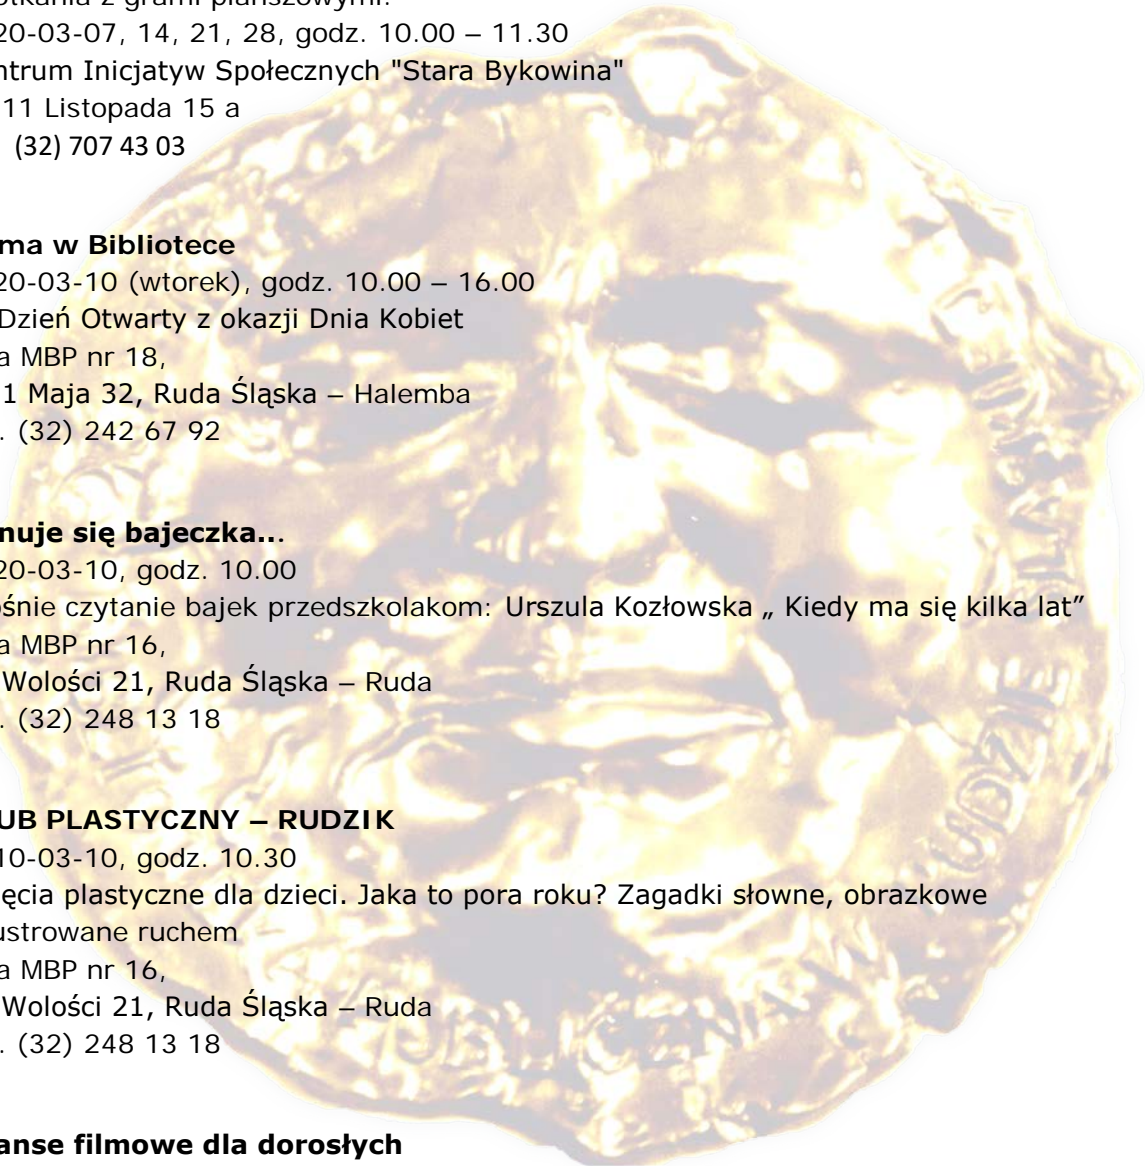 otkania z grami planszowymi.
20-03-07, 14, 21, 28, godz. 10.00 – 11.30
ntrum Inicjatyw Społecznych "Stara Bykowina"
11 Listopada 15 a
(32) 707 43 03
ma w Bibliotece
20-03-10 (wtorek), godz. 10.00 – 16.00
Dzień Otwarty z okazji Dnia Kobiet
a MBP nr 18,
1 Maja 32, Ruda Śląska – Halemba
. (32) 242 67 92
nuje się bajeczka...
20-03-10, godz. 10.00
ośnie czytanie bajek przedszkolakom: Urszula Kozłowska „ Kiedy ma się kilka lat”
a MBP nr 16,
Wolości 21, Ruda Śląska – Ruda
. (32) 248 13 18
UB PLASTYCZNY – RUDZIK
10-03-10, godz. 10.30
ęcia plastyczne dla dzieci. Jaka to pora roku? Zagadki słowne, obrazkowe
ustrowane ruchem
a MBP nr 16,
Wolości 21, Ruda Śląska – Ruda
. (32) 248 13 18
anse filmowe dla dorosłych